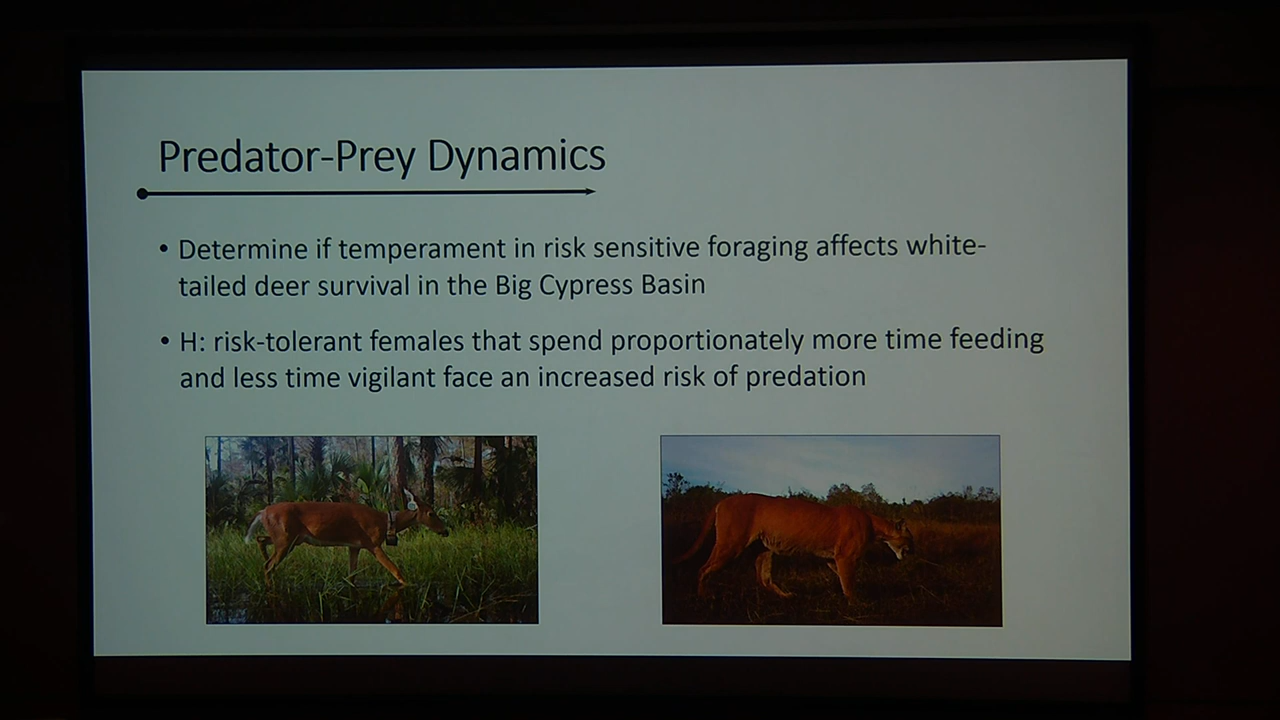 Predator-Prey Dynamics
• Determine if temperament in risk sensitive foraging affects white-
tailed deer survival in the Big Cypress Basin
• H: risk-tolerant females that spend proportionately more time feeding
and less time vigilant face an increased risk of predation